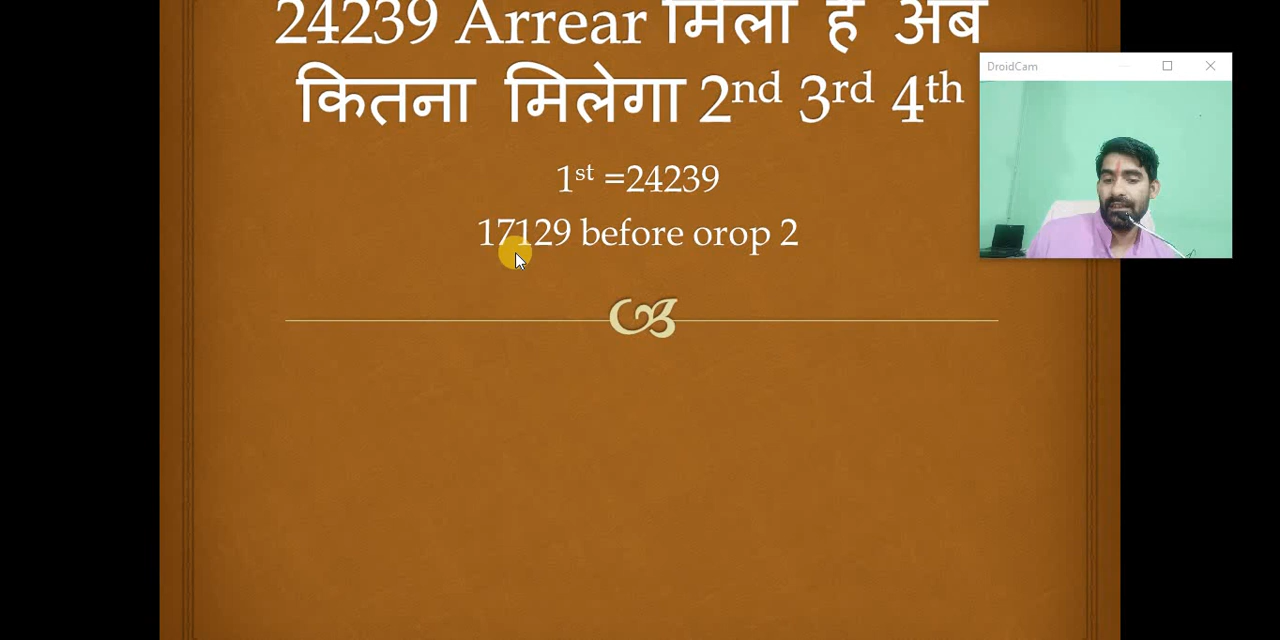 24239 Arrear मिला है अब
कितना मिलेगा 2nd 3rd 4th
DroidCam
1st =24239
17129 before orop 2